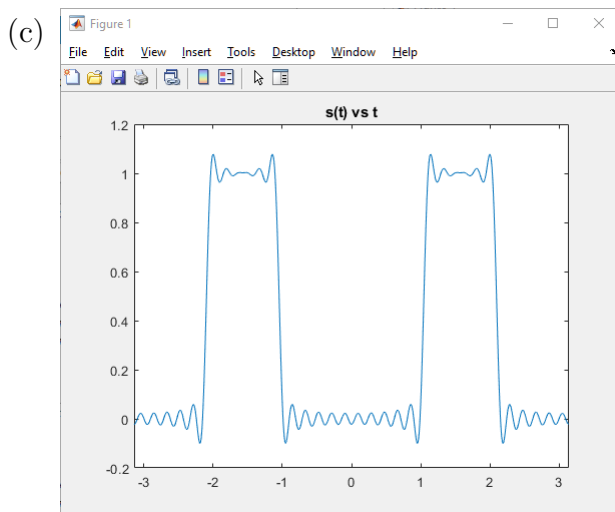 (c)
Figure 1
File Edit View Insert Tools Desktop Window Help
s(t) vs t
1.2
1
0.8
0.6
0.4
0.2
0
-0.2
-3 -2 -1 0 1 2 3